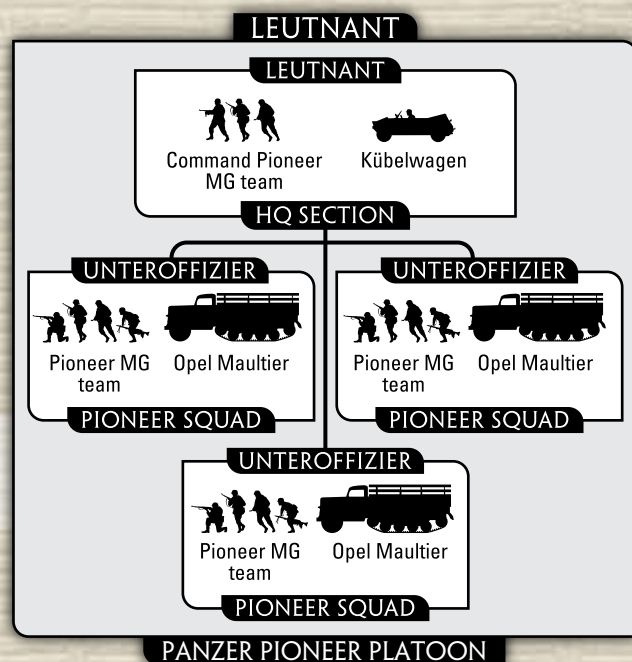 LEUTNANT
LEUTNANT
Command Pioneer
MG team
Kübelwagen
HQ SECTION
UNTEROFFIZIER
Pioneer MG
team
Opel Maultier
PIONEER SQUAD
UNTEROFFIZIER
Pioneer MG
team
Opel Maultier
PIONEER SQUAD
UNTEROFFIZIER
Pioneer MG
team
Opel Maultier
PIONEER SQUAD
PANZER PIONEER PLATOON